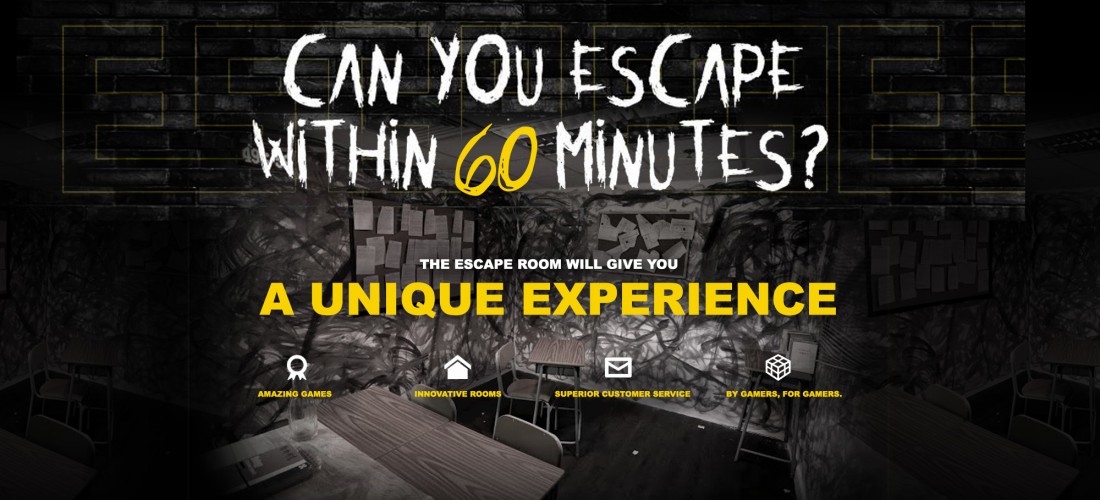 CAN YOU ESCAPE
WiTHiN 60 MiNUTES?
THE ESCAPE ROOM WILL GIVE YOU
A UNIQUE EXPERIENCE
AMAZING GAMES
INNOVATIVE ROOMS
SUPERIOR CUSTOMER SERVICE
BY GAMERS, FOR GAMERS.